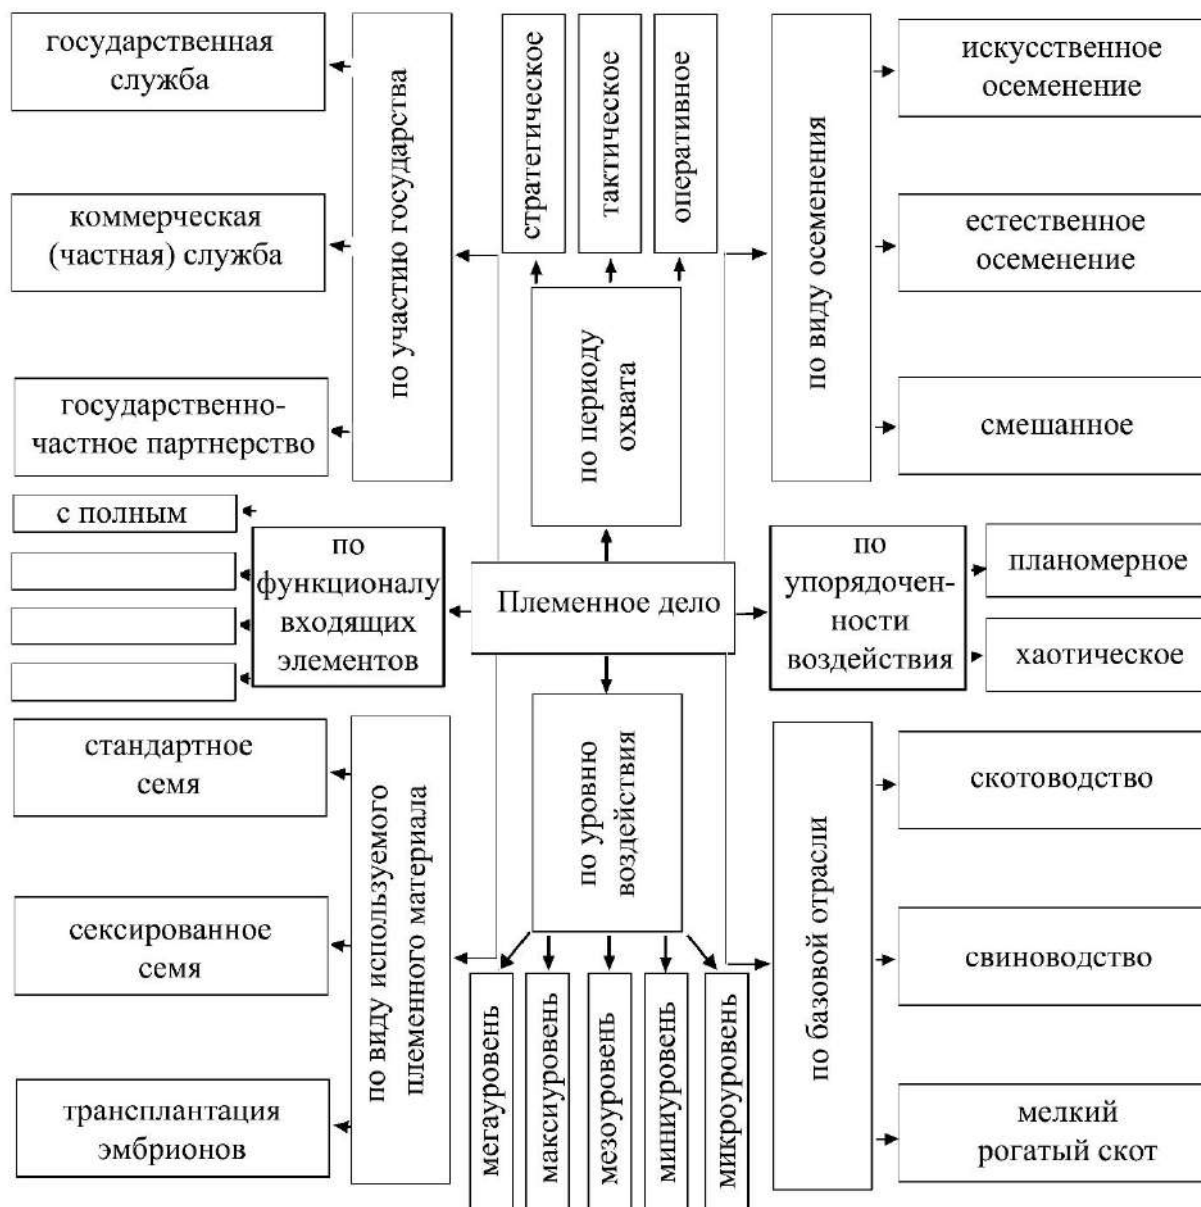 государственная
служба
коммерческая
(частная) служба
государственно-
частное партнерство
по участию государства
стратегическое
тактическое
оперативное
по периоду
охвата
по виду осеменения
искусственное
осеменение
естественное
осеменение
смешанное
с полным
по
функционалу
входящих
элементов
Племенное дело
по
упорядочен-
ности
воздействия
планомерное
хаотическое
стандартное
семя
сексированное
семя
трансплантация
эмбрионов
по виду используемого
племенного материала
по уровню
воздействия
мегауровень
максиуровень
мезоуровень
миниуровень
микроуровень
по базовой отрасли
скотоводство
свиноводство
мелкий
рогатый скот